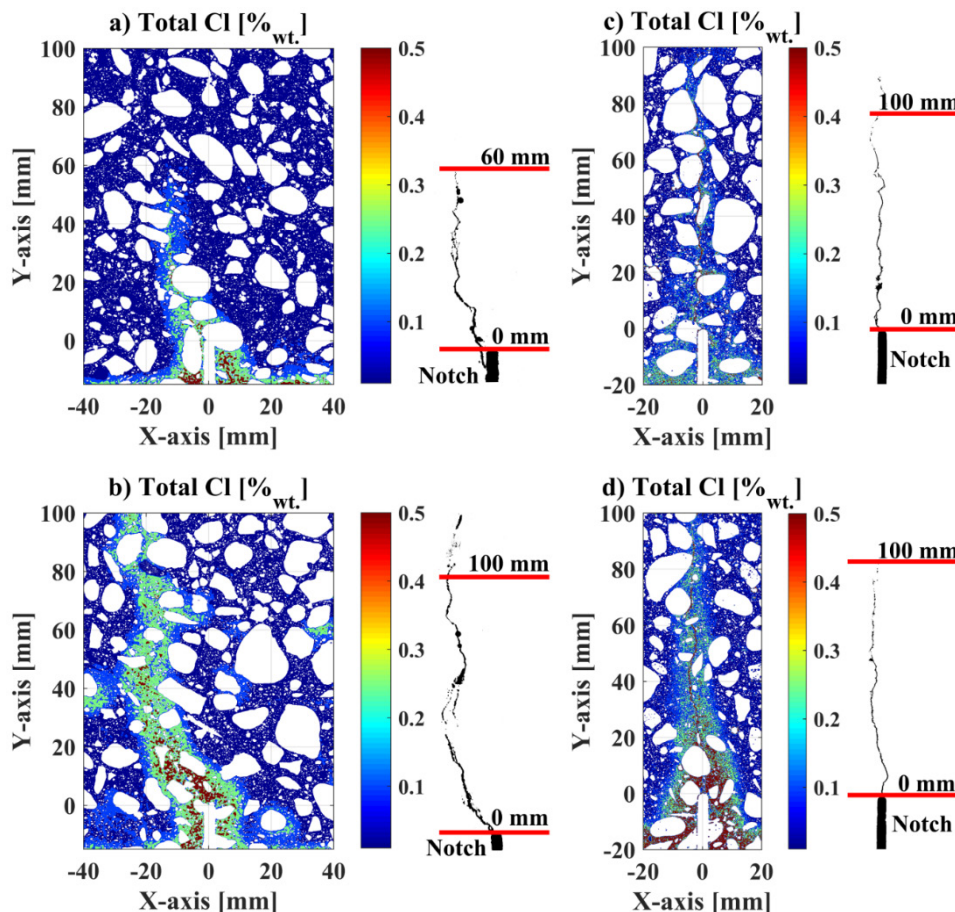 a) Total Cl [%wt.]
100
80
60
40
20
0
Y-axis [mm]
-40 -20 0 20 40
X-axis [mm]
0.5
0.4
0.3
0.2
0.1
60 mm
0 mm
Notch
c) Total Cl [%wt.]
100
80
60
40
20
0
-20
Y-axis [mm]
-20 0 20
X-axis [mm]
0.5
0.4
0.3
0.2
0.1
100 mm
0 mm
Notch
b) Total Cl [%wt.]
100
80
60
40
20
0
Y-axis [mm]
-40 -20 0 20 40
X-axis [mm]
0.5
0.4
0.3
0.2
0.1
100 mm
0 mm
Notch
d) Total Cl [%wt.]
100
80
60
40
20
0
-20
Y-axis [mm]
-20 0 20
X-axis [mm]
0.5
0.4
0.3
0.2
0.1
100 mm
0 mm
Notch